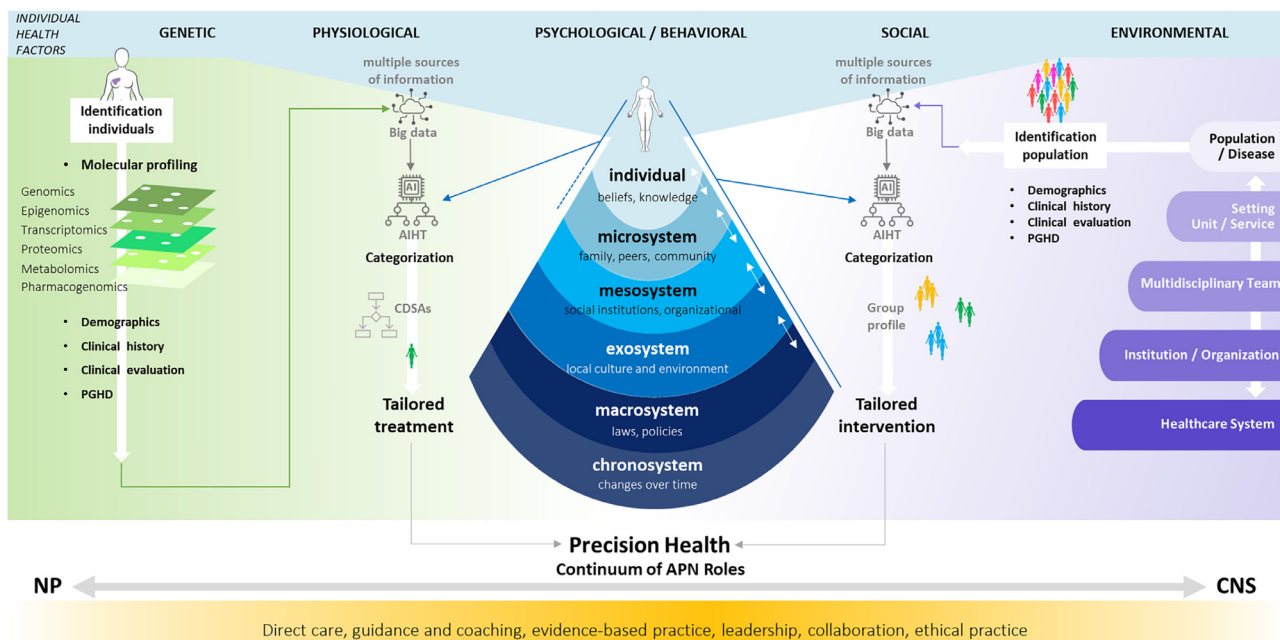 INDIVIDUAL
HEALTH
FACTORS
GENETIC
PHYSIOLOGICAL
PSYCHOLOGICAL / BEHAVIORAL
SOCIAL
ENVIRONMENTAL
Identification
individuals
• Molecular profiling
Genomics
Epigenomics
Transcriptomics
Proteomics
Metabolomics
Pharmacogenomics
• Demographics
• Clinical history
• Clinical evaluation
• PGHD
multiple sources
of information
Big data
AI
AIHT
Categorization
CDSAs
Tailored
treatment
individual
beliefs, knowledge
microsystem
family, peers, community
mesosystem
social institutions, organizational
exosystem
local culture and environment
macrosystem
laws, policies
chronosystem
changes over time
multiple sources
of information
Big data
AI
AIHT
Categorization
Group
profile
Tailored
intervention
Identification
population
• Demographics
• Clinical history
• Clinical evaluation
• PGHD
Population
/ Disease
Setting
Unit / Service
Multidisciplinary Team
Institution / Organization
Healthcare System
Precision Health
Continuum of APN Roles
NP
CNS
Direct care, guidance and coaching, evidence-based practice, leadership, collaboration, ethical practice